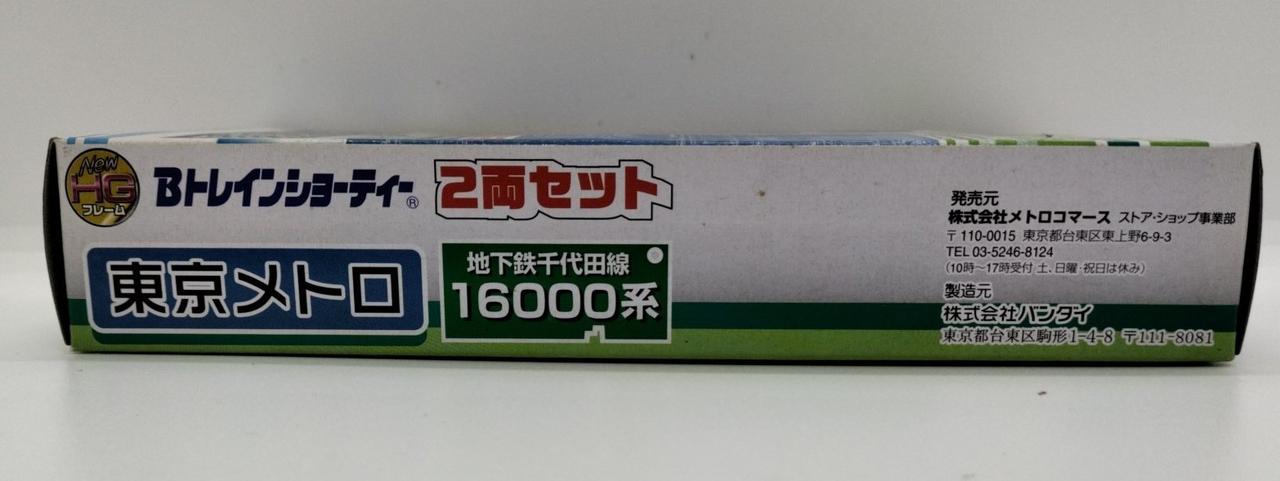 New
HG
フレーム
Bトレインショーティー®
2両セット
東京メトロ
地下鉄千代田線
16000系
発売元
株式会社メトロコマース ストア・ショップ事業部
〒110-0015 東京都台東区東上野6-9-3
TEL 03-5246-8124
(10時～17時受付 土、日曜・祝日は休み)
製造元
株式会社バンダイ
東京都台東区駒形1-4-8 〒111-8081